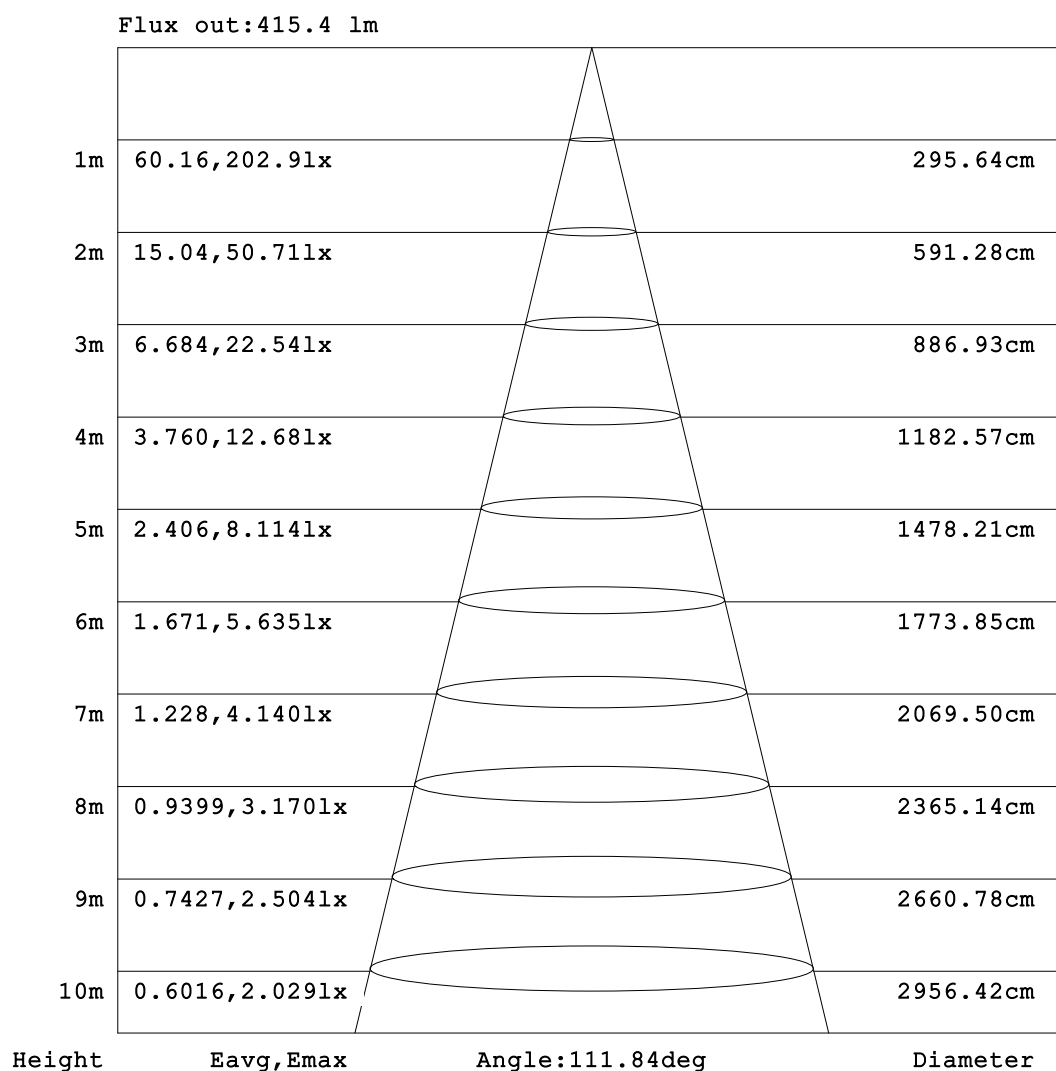 Flux out:415.4 lm
1m 60.16,202.9lx 295.64cm
2m 15.04,50.71lx 591.28cm
3m 6.684,22.54lx 886.93cm
4m 3.760,12.68lx 1182.57cm
5m 2.406,8.114lx 1478.21cm
6m 1.671,5.635lx 1773.85cm
7m 1.228,4.140lx 2069.50cm
8m 0.9399,3.170lx 2365.14cm
9m 0.7427,2.504lx 2660.78cm
10m 0.6016,2.029lx 2956.42cm
Height Eavg,Emax Angle:111.84deg Diameter